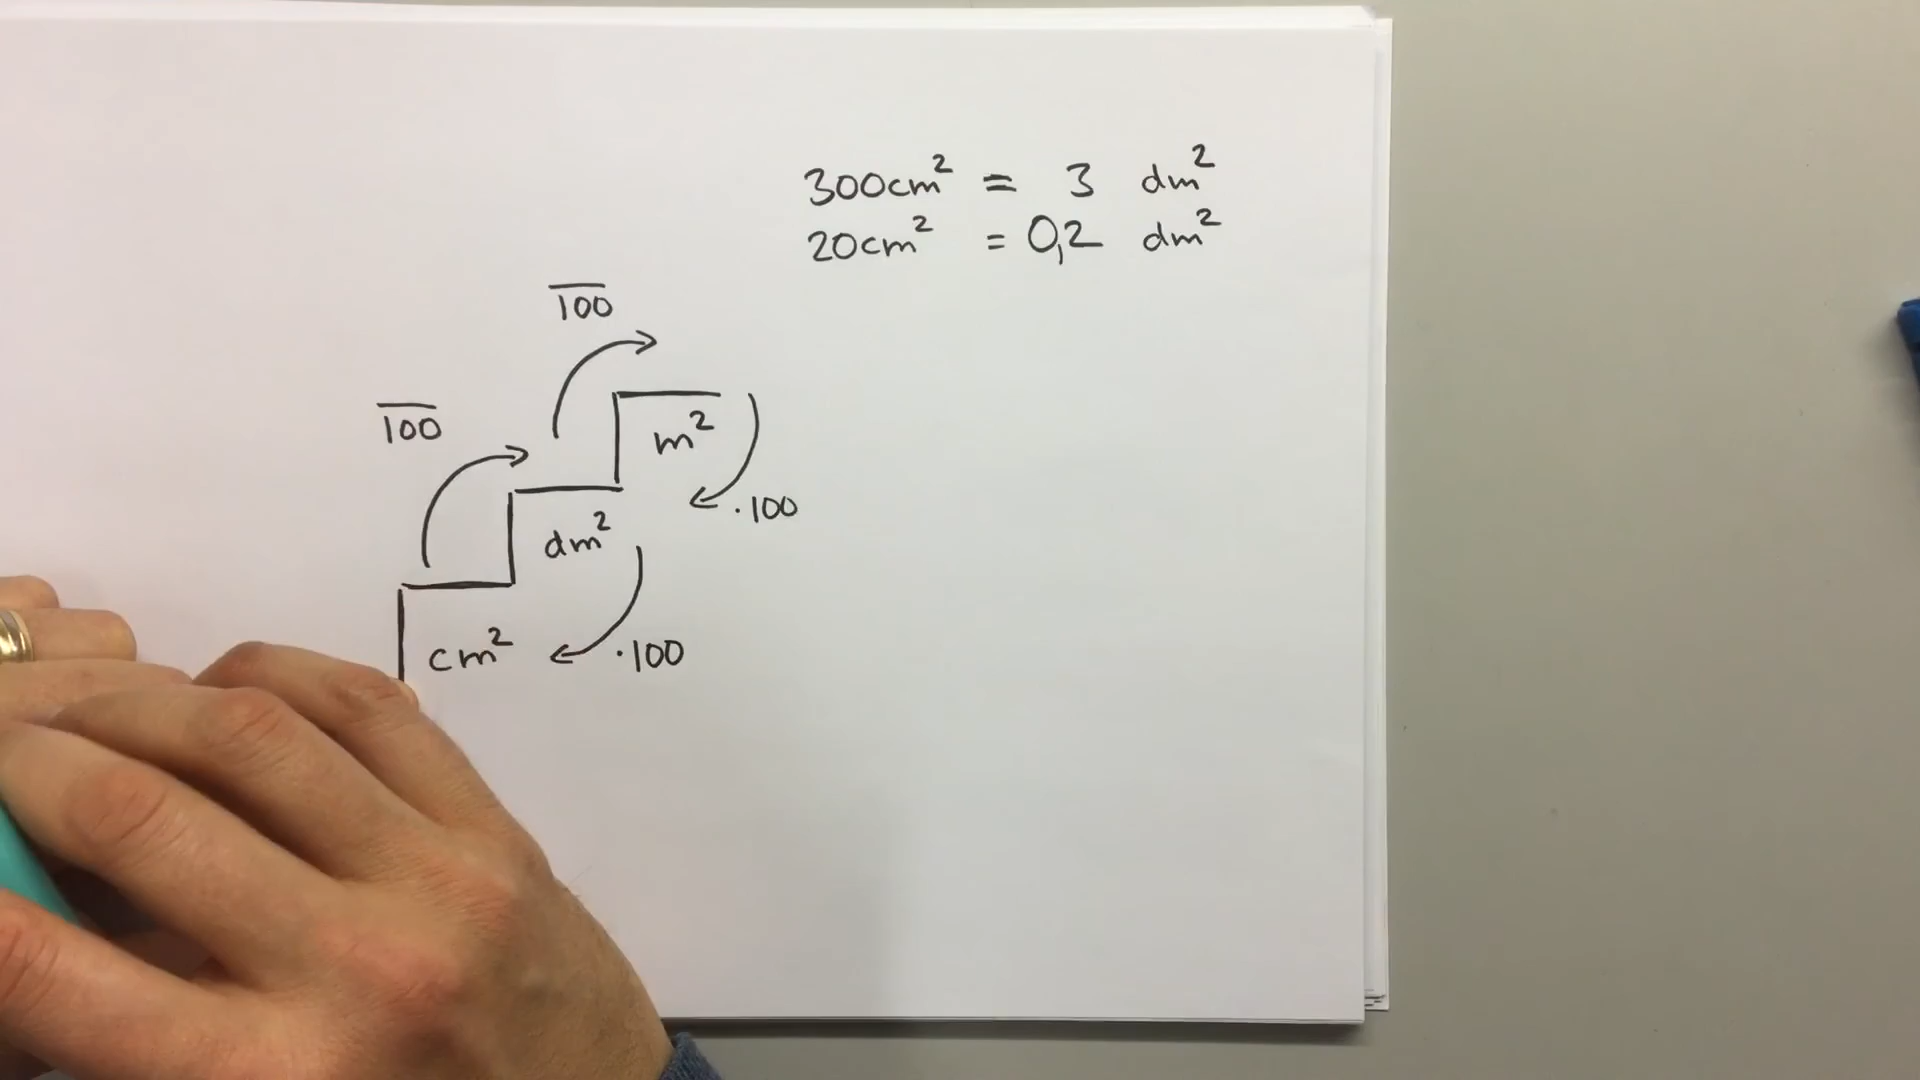 300cm² = 3 dm²
20cm² = 0,2 dm²
100
100
m²
·100
dm²
cm²
·100